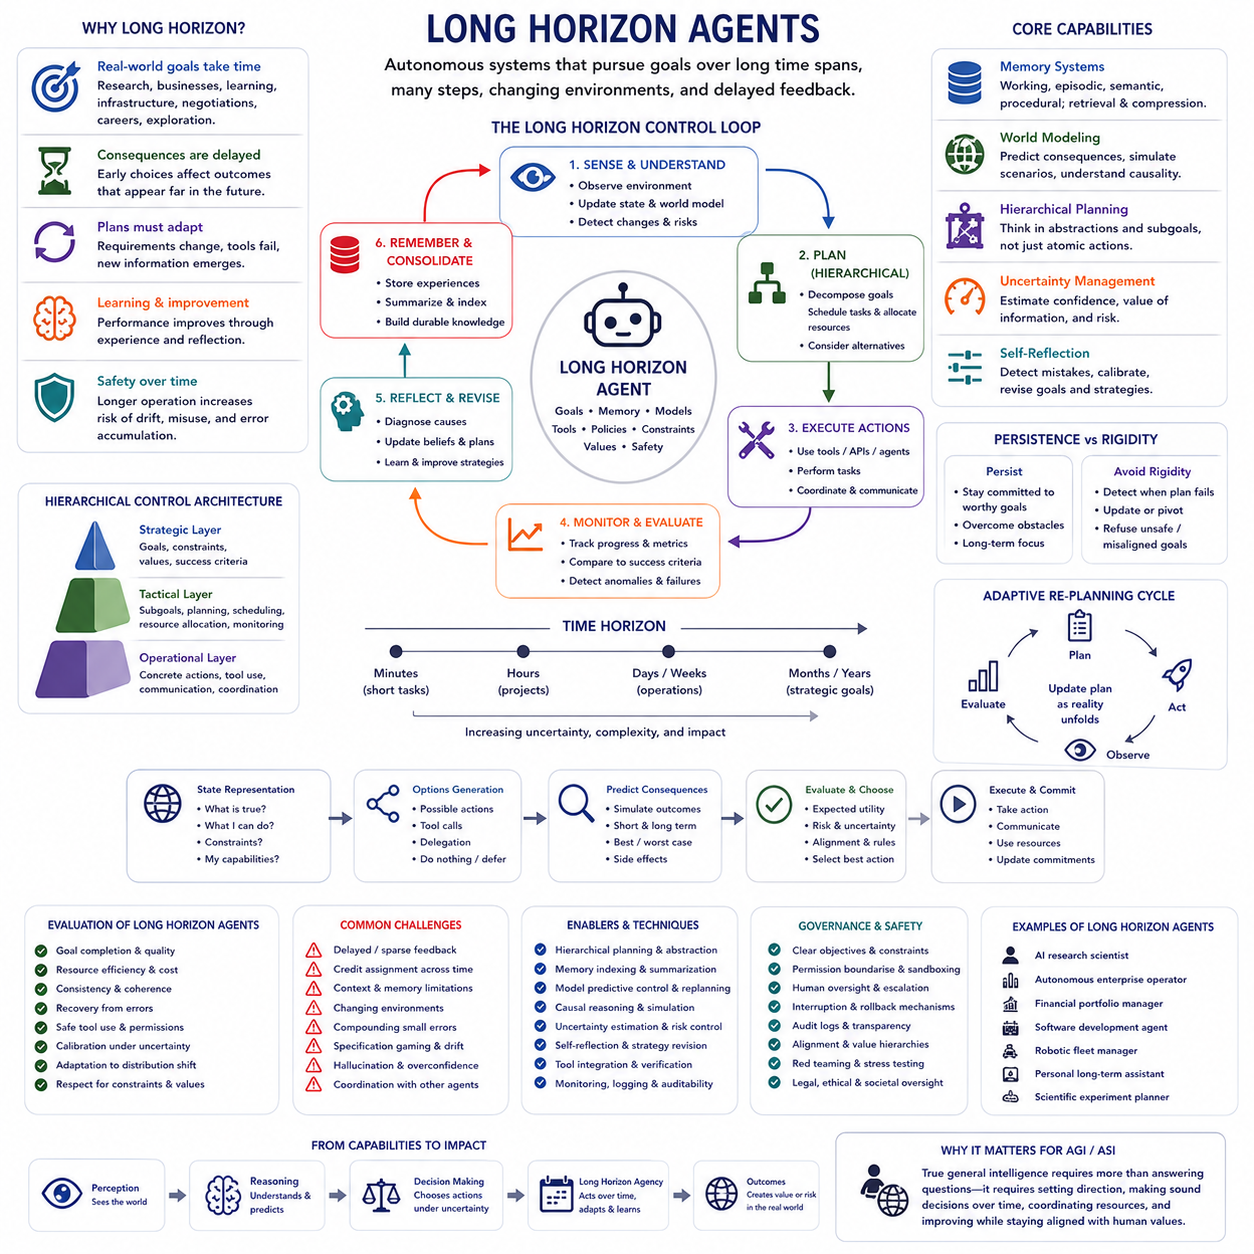 LONG HORIZON AGENTS
Autonomous systems that pursue goals over long time spans,
many steps, changing environments, and delayed feedback.
WHY LONG HORIZON?
Real-world goals take time
Research, businesses, learning,
infrastructure, negotiations,
careers, exploration.
Consequences are delayed
Early choices affect outcomes
that appear far in the future.
Plans must adapt
Requirements change, tools fail,
new information emerges.
Learning & improvement
Performance improves through
experience and reflection.
Safety over time
Longer operation increases
risk of drift, misuse, and error
accumulation.
HIERARCHICAL CONTROL ARCHITECTURE
Strategic Layer
Goals, constraints,
values, success criteria
Tactical Layer
Subgoals, planning, scheduling,
resource allocation, monitoring
Operational Layer
Concrete actions, tool use,
communication, coordination
THE LONG HORIZON CONTROL LOOP
1. SENSE & UNDERSTAND
• Observe environment
• Update state & world model
• Detect changes & risks
2. PLAN
(HIERARCHICAL)
• Decompose goals
Schedule tasks & allocate
resources
• Consider alternatives
3. EXECUTE ACTIONS
• Use tools / APIs / agents
• Perform tasks
• Coordinate & communicate
4. MONITOR & EVALUATE
• Track progress & metrics
• Compare to success criteria
• Detect anomalies & failures
5. REFLECT & REVISE
• Diagnose causes
• Update beliefs & plans
• Learn & improve strategies
6. REMEMBER &
CONSOLIDATE
• Store experiences
• Summarize & index
• Build durable knowledge
LONG HORIZON
AGENT
Goals • Memory • Models
Tools • Policies • Constraints
Values • Safety
TIME HORIZON
Minutes
(short tasks)
Hours
(projects)
Days / Weeks
(operations)
Months / Years
(strategic goals)
Increasing uncertainty, complexity, and impact
CORE CAPABILITIES
Memory Systems
Working, episodic, semantic,
procedural; retrieval & compression.
World Modeling
Predict consequences, simulate
scenarios, understand causality.
Hierarchical Planning
Think in abstractions and subgoals,
not just atomic actions.
Uncertainty Management
Estimate confidence, value of
information, and risk.
Self-Reflection
Detect mistakes, calibrate,
revise goals and strategies.
PERSISTENCE vs RIGIDITY
Persist
• Stay committed to
worthy goals
• Overcome obstacles
• Long-term focus
Avoid Rigidity
• Detect when plan fails
• Update or pivot
• Refuse unsafe /
misaligned goals
ADAPTIVE RE-PLANNING CYCLE
Plan
Act
Observe
Evaluate
Update plan
as reality
unfolds
State Representation
• What is true?
• What I can do?
• Constraints?
• My capabilities?
Options Generation
• Possible actions
• Tool calls
• Delegation
• Do nothing / defer
Predict Consequences
• Simulate outcomes
• Short & long term
• Best / worst case
• Side effects
Evaluate & Choose
• Expected utility
• Risk & uncertainty
• Alignment & rules
• Select best action
Execute & Commit
• Take action
• Communicate
• Use resources
• Update commitments
EVALUATION OF LONG HORIZON AGENTS
Goal completion & quality
Resource efficiency & cost
Consistency & coherence
Recovery from errors
Safe tool use & permissions
Calibration under uncertainty
Adaptation to distribution shift
Respect for constraints & values
COMMON CHALLENGES
Delayed / sparse feedback
Credit assignment across time
Context & memory limitations
Changing environments
Compounding small errors
Specification gaming & drift
Hallucination & overconfidence
Coordination with other agents
ENABLERS & TECHNIQUES
Hierarchical planning & abstraction
Memory indexing & summarization
Model predictive control & replanning
Causal reasoning & simulation
Uncertainty estimation & risk control
Self-reflection & strategy revision
Tool integration & verification
Monitoring, logging & auditability
GOVERNANCE & SAFETY
Clear objectives & constraints
Permission boundarise & sandboxing
Human oversight & escalation
Interruption & rollback mechanisms
Audit logs & transparency
Alignment & value hierarchies
Red teaming & stress testing
Legal, ethical & societal oversight
EXAMPLES OF LONG HORIZON AGENTS
AI research scientist
Autonomous enterprise operator
Financial portfolio manager
Software development agent
Robotic fleet manager
Personal long-term assistant
Scientific experiment planner
FROM CAPABILITIES TO IMPACT
Perception
Sees the world
Reasoning
Understands &
predicts
Decision Making
Chooses actions
under uncertainty
Long Horizon Agency
Acts over time,
adapts & learns
Outcomes
Creates value or risk
in the real world
WHY IT MATTERS FOR AGI / ASI
True general intelligence requires more than answering
questions—it requires setting direction, making sound
decisions over time, coordinating resources, and
improving while staying aligned with human values.